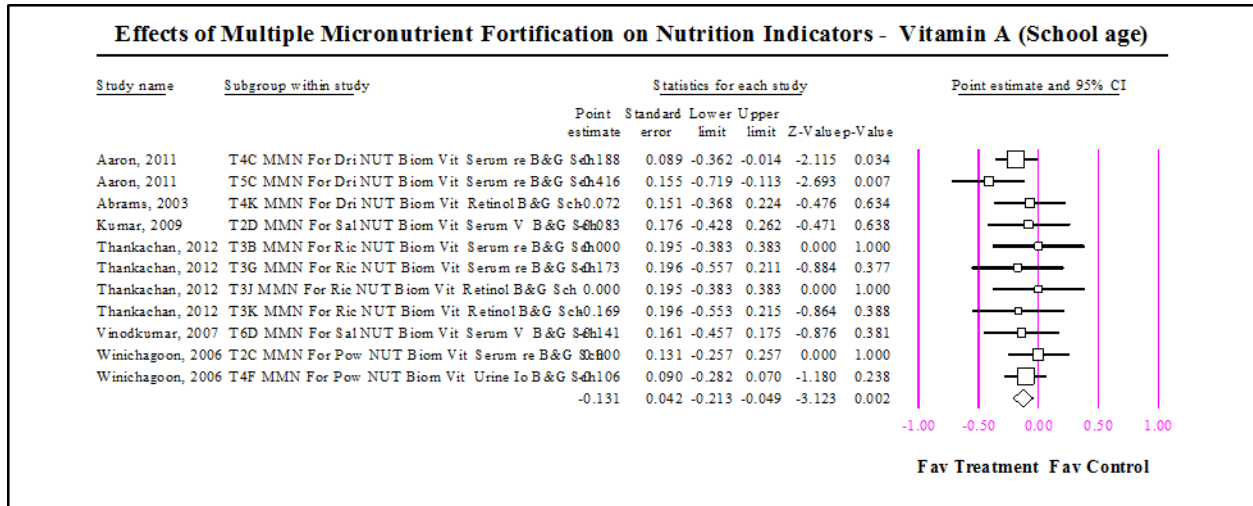 Effects of Multiple Micronutrient Fortification on Nutrition Indicators - Vitamin A (School age)
Study name Subgroup within study Statistics for each study Point estimate and 95% CI
Point Standard Lower Upper
estimate error limit limit Z-Value p-Value
Aaron, 2011 T4C MMN For Dri NUT Biom Vit Serum re B&G Sch -0.188 0.089 -0.362 -0.014 -2.115 0.034
Aaron, 2011 T5C MMN For Dri NUT Biom Vit Serum re B&G Sch -0.416 0.155 -0.719 -0.113 -2.693 0.007
Abrams, 2003 T4K MMN For Dri NUT Biom Vit Retinol B&G Sch -0.072 0.151 -0.368 0.224 -0.476 0.634
Kumar, 2009 T2D MMN For Sal NUT Biom Vit Serum V B&G Sch -0.083 0.176 -0.428 0.262 -0.471 0.638
Thankachan, 2012 T3B MMN For Ric NUT Biom Vit Serum re B&G Sch 0.000 0.195 -0.383 0.383 0.000 1.000
Thankachan, 2012 T3G MMN For Ric NUT Biom Vit Serum re B&G Sch -0.173 0.196 -0.557 0.211 -0.884 0.377
Thankachan, 2012 T3J MMN For Ric NUT Biom Vit Retinol B&G Sch 0.000 0.195 -0.383 0.383 0.000 1.000
Thankachan, 2012 T3K MMN For Ric NUT Biom Vit Retinol B&G Sch -0.169 0.196 -0.553 0.215 -0.864 0.388
Vinodkumar, 2007 T6D MMN For Sal NUT Biom Vit Serum V B&G Sch -0.141 0.161 -0.457 0.175 -0.876 0.381
Winichagoon, 2006 T2C MMN For Pow NUT Biom Vit Serum re B&G Sch 0.000 0.131 -0.257 0.257 0.000 1.000
Winichagoon, 2006 T4F MMN For Pow NUT Biom Vit Urine Io B&G Sch -0.106 0.090 -0.282 0.070 -1.180 0.238
-0.131 0.042 -0.213 -0.049 -3.123 0.002
-1.00 -0.50 0.00 0.50 1.00
Fav Treatment Fav Control